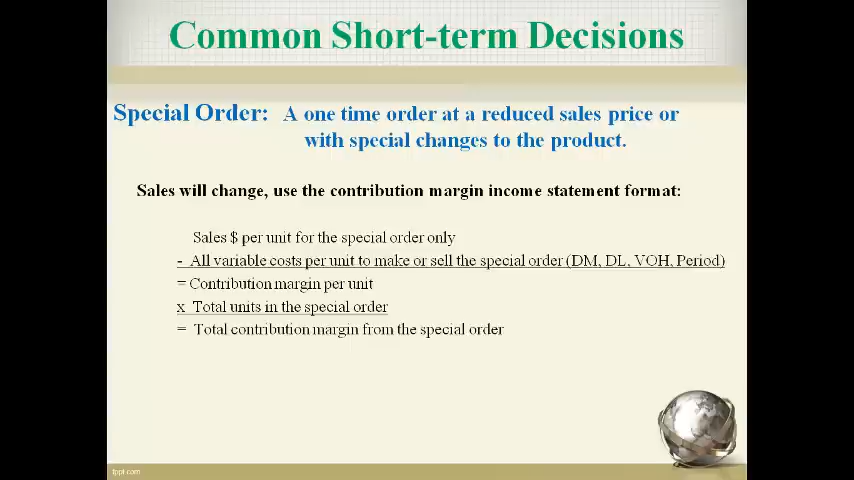 Common Short-term Decisions
Special Order: A one time order at a reduced sales price or
with special changes to the product.
Sales will change, use the contribution margin income statement format:
Sales $ per unit for the special order only
- All variable costs per unit to make or sell the special order (DM, DL, VOH, Period)
= Contribution margin per unit
x Total units in the special order
= Total contribution margin from the special order
fppt.com